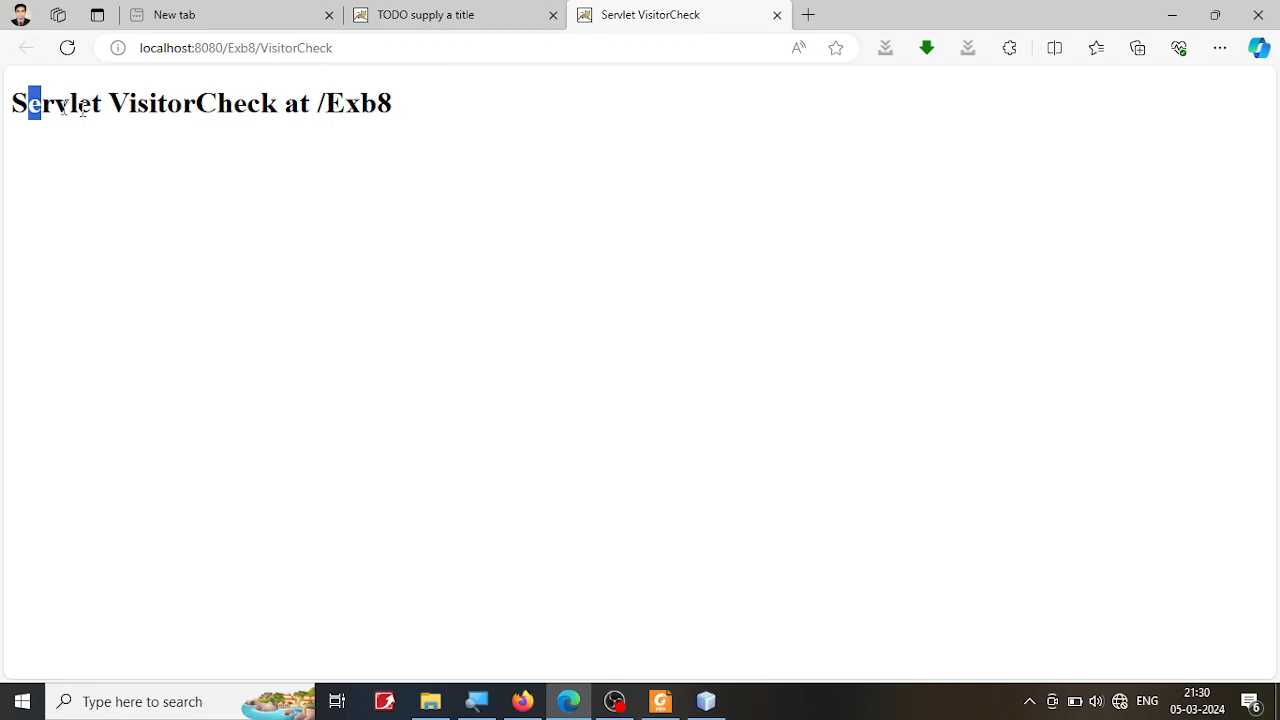 New tab
TODO supply a title
Servlet VisitorCheck
localhost:8080/Exb8/VisitorCheck
Servlet VisitorCheck at /Exb8
Type here to search
ENG
21:30
05-03-2024
6